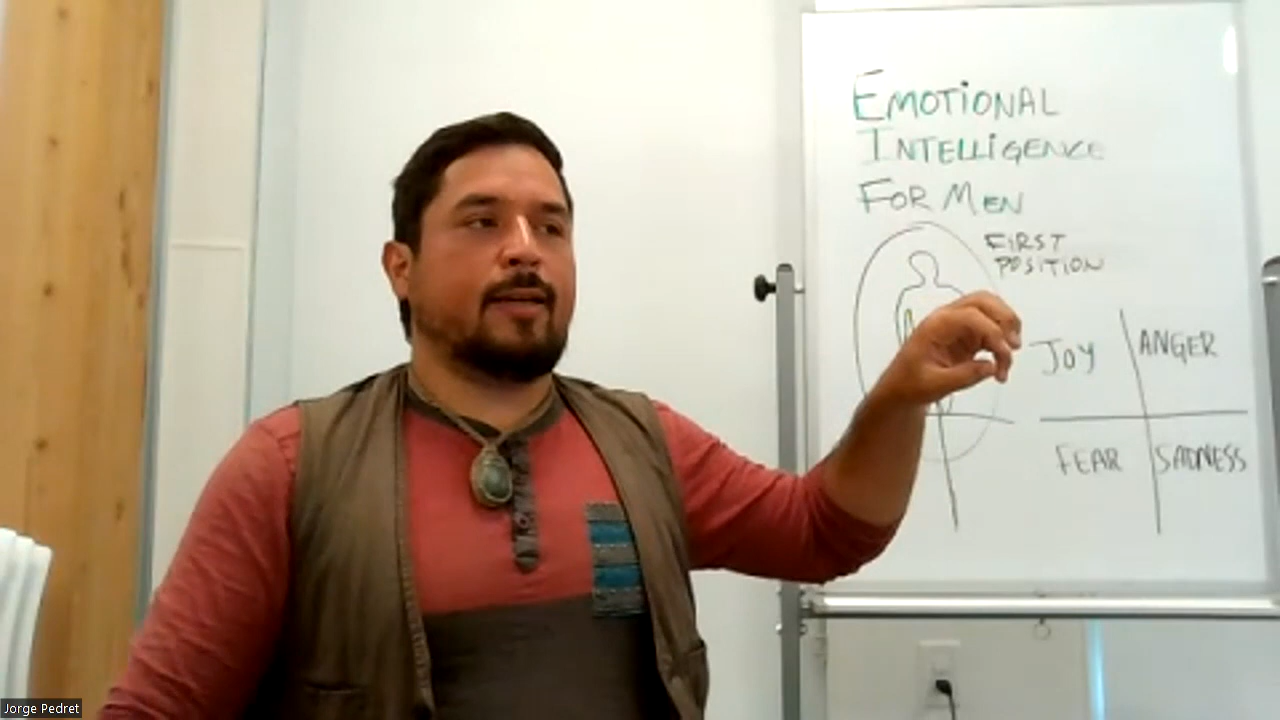 EMOTIONAL
INTELLIGENCE
FOR MEN
FIRST
POSITION
JOY
ANGER
FEAR
SADNESS
Jorge Pedret